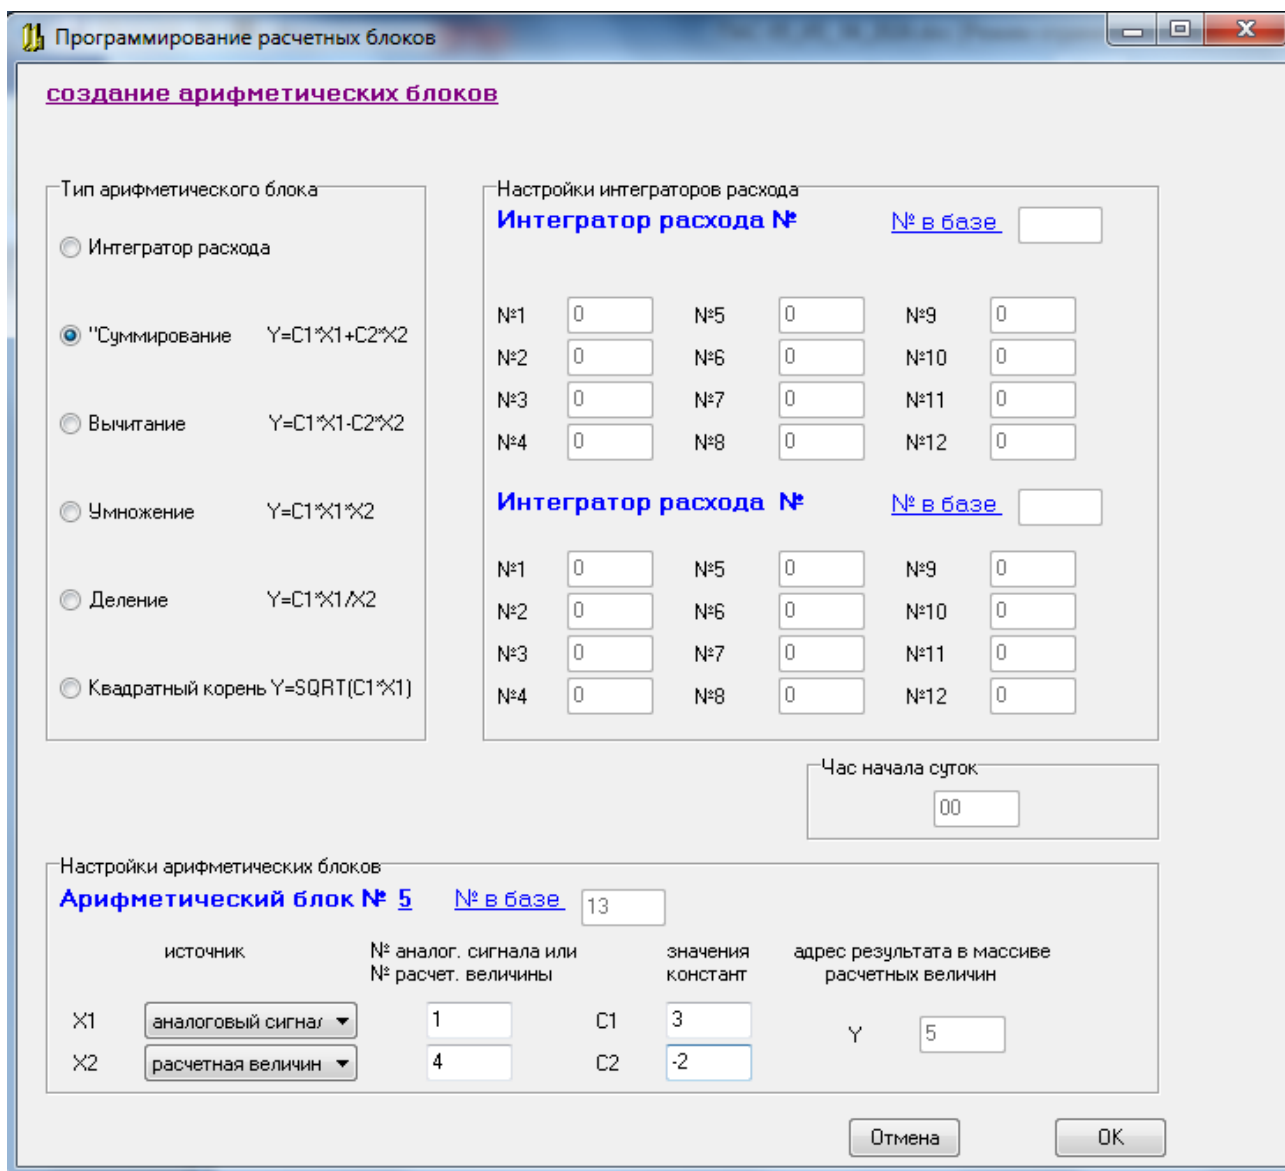 Программирование расчетных блоков
создание арифметических блоков
Тип арифметического блока
Интегратор расхода
"Суммирование Y=C1*X1+C2*X2
Вычитание Y=C1*X1-C2*X2
Умножение Y=C1*X1*X2
Деление Y=C1*X1/X2
Квадратный корень Y=SQRT(C1*X1)
Настройки интеграторов расхода
Интегратор расхода № № в базе
№1 0 №5 0 №9 0
№2 0 №6 0 №10 0
№3 0 №7 0 №11 0
№4 0 №8 0 №12 0
Интегратор расхода № № в базе
№1 0 №5 0 №9 0
№2 0 №6 0 №10 0
№3 0 №7 0 №11 0
№4 0 №8 0 №12 0
Час начала суток
00
Настройки арифметических блоков
Арифметический блок № 5 № в базе 13
источник № аналог. сигнала или значения адрес результата в массиве
№ расчет. величины констант расчетных величин
X1 аналоговый сигнал 1 C1 3 Y 5
X2 расчетная величин 4 C2 -2
Отмена OK